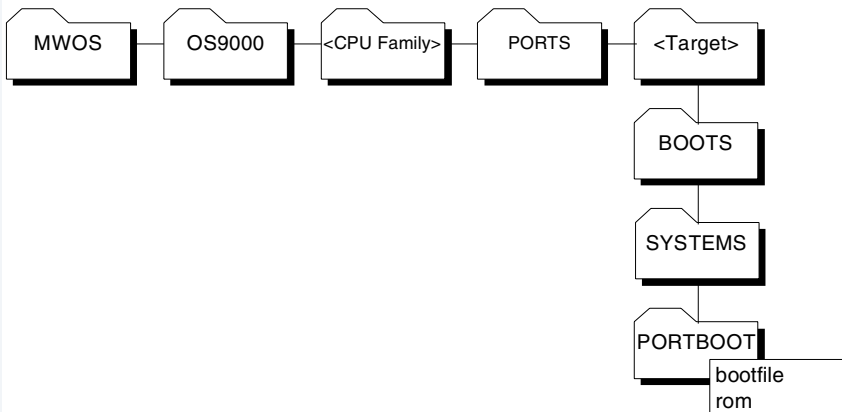 MWOS
OS9000
<CPU Family>
PORTS
<Target>
BOOTS
SYSTEMS
PORTBOOT
bootfile
rom